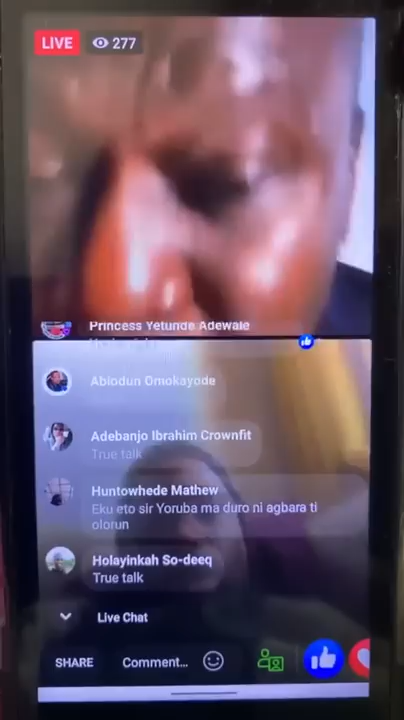 LIVE 277
Princess Yetunde Adewale
Abiodun Omokayode
Adebanjo Ibrahim Crownfit
True talk
Huntowhede Mathew
Eku eto sir Yoruba ma duro ni agbara ti
olorun
Holayinkah So-deeq
True talk
Live Chat
SHARE Comment...